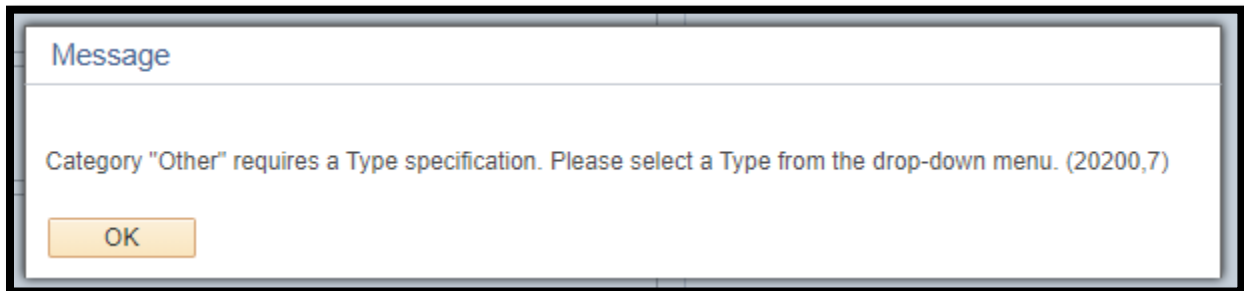 Message
Category "Other" requires a Type specification. Please select a Type from the drop-down menu. (20200,7)
OK